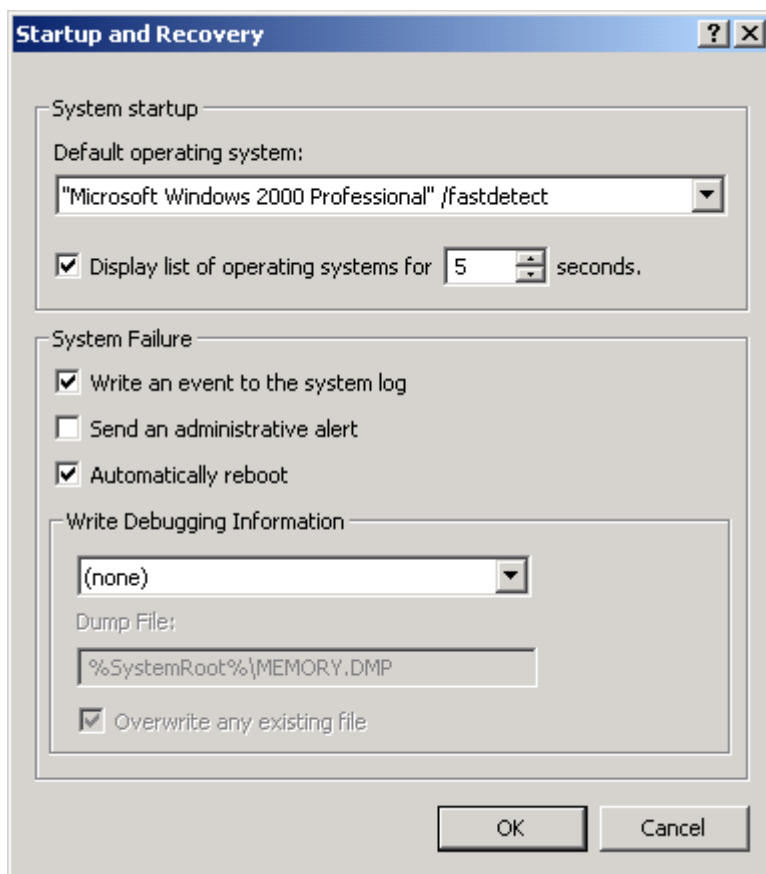 Startup and Recovery
System startup
Default operating system:
"Microsoft Windows 2000 Professional" /fastdetect
Display list of operating systems for 5 seconds.
System Failure
Write an event to the system log
Send an administrative alert
Automatically reboot
Write Debugging Information
(none)
Dump File:
%SystemRoot%\MEMORY.DMP
Overwrite any existing file
OK Cancel